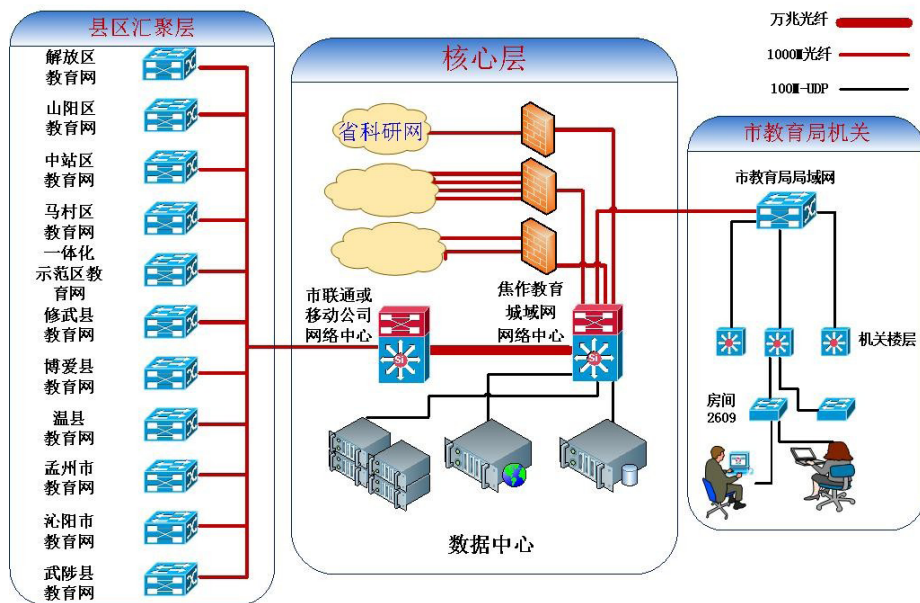 县区汇聚层
解放区
教育网
山阳区
教育网
中站区
教育网
马村区
教育网
一体化
示范区教
育网
修武县
教育网
博爱县
教育网
温县
教育网
孟州市
教育网
沁阳市
教育网
武陟县
教育网
核心层
省科研网
市联通或
移动公司
网络中心
Si
焦作教育
城域网
网络中心
Si
数据中心
万兆光纤
1000M光纤
100M-UDP
市教育局机关
市教育局局域网
机关楼层
房间
2609